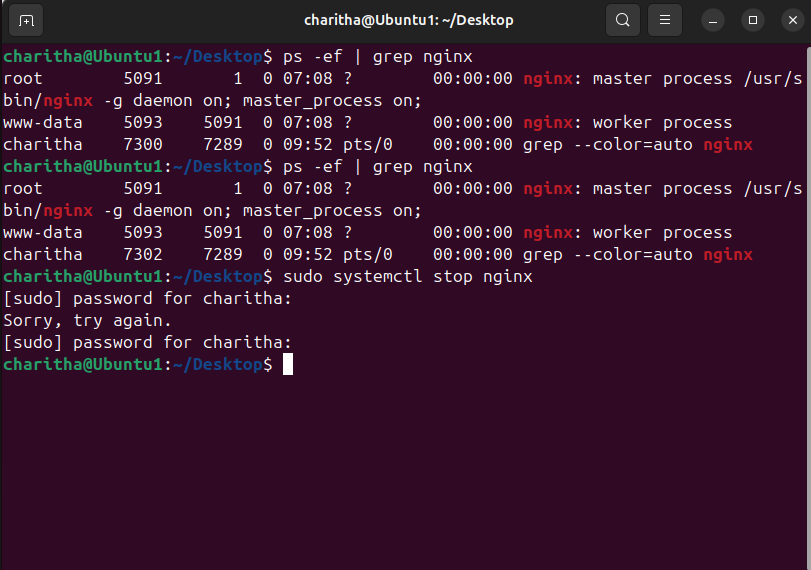 charitha@Ubuntu1: ~/Desktop
charitha@Ubuntu1:~/Desktop$ ps -ef | grep nginx
root        5091       1  0 07:08 ?        00:00:00 nginx: master process /usr/s
bin/nginx -g daemon on; master_process on;
www-data    5093    5091  0 07:08 ?        00:00:00 nginx: worker process
charitha    7300    7289  0 09:52 pts/0    00:00:00 grep --color=auto nginx
charitha@Ubuntu1:~/Desktop$ ps -ef | grep nginx
root        5091       1  0 07:08 ?        00:00:00 nginx: master process /usr/s
bin/nginx -g daemon on; master_process on;
www-data    5093    5091  0 07:08 ?        00:00:00 nginx: worker process
charitha    7302    7289  0 09:52 pts/0    00:00:00 grep --color=auto nginx
charitha@Ubuntu1:~/Desktop$ sudo systemctl stop nginx
[sudo] password for charitha:
Sorry, try again.
[sudo] password for charitha:
charitha@Ubuntu1:~/Desktop$